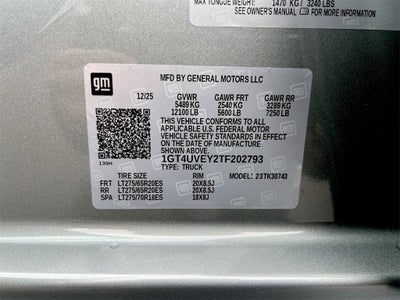 MAX TONGUE WEIGHT 1470 KG / 3240 LBS
SEE OWNER'S MANUAL
gm
MFD BY GENERAL MOTORS LLC
12/25 GVWR GAWR FRT GAWR RR
5489 KG 2540 KG 3289 KG
12100 LB 5600 LB 7250 LB
THIS VEHICLE CONFORMS TO ALL
APPLICABLE U.S. FEDERAL MOTOR
VEHICLE SAFETY STANDARDS IN
EFFECT ON THE DATE OF
MANUFACTURE SHOWN ABOVE.
1GT4UVEY2TF202793
TYPE: TRUCK
TIRE SIZE RIM MODEL: 23TK30743
FRT LT275/65R20ES 20X8.5J
RR LT275/65R20ES 20X8.5J
SPA LT275/70R18ES 18X8J